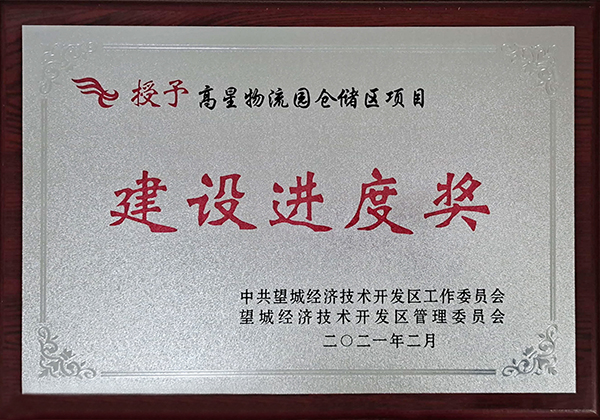 授予 高星物流园仓储区项目
建设进度奖
中共望城经济技术开发区工作委员会
望城经济技术开发区管理委员会
二〇二一年二月